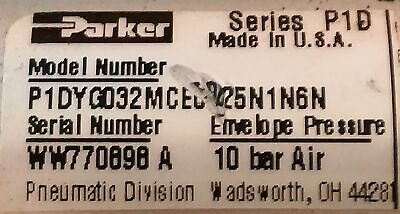 Parker
Series P1D
Made in U.S.A.
Model Number
Serial Number Envelope Pressure
WW770898 A 10 bar Air
Pneumatic Division Wadsworth, OH 44281